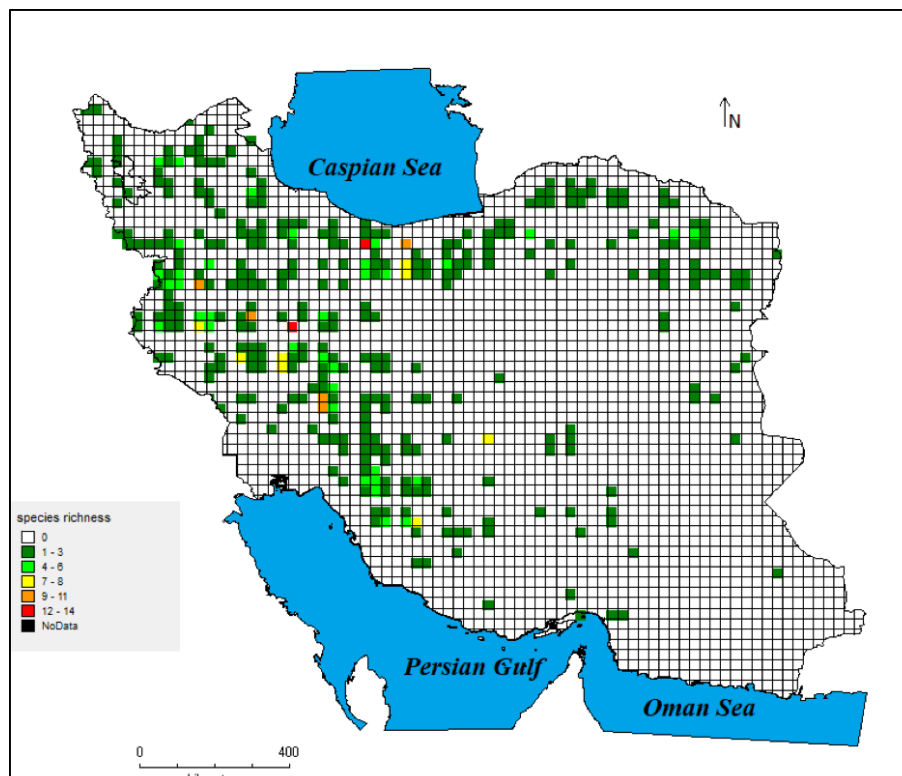 N
Caspian Sea
species richness
0
1 - 3
4 - 6
7 - 8
9 - 11
12 - 14
NoData
Persian Gulf
Oman Sea
0 400